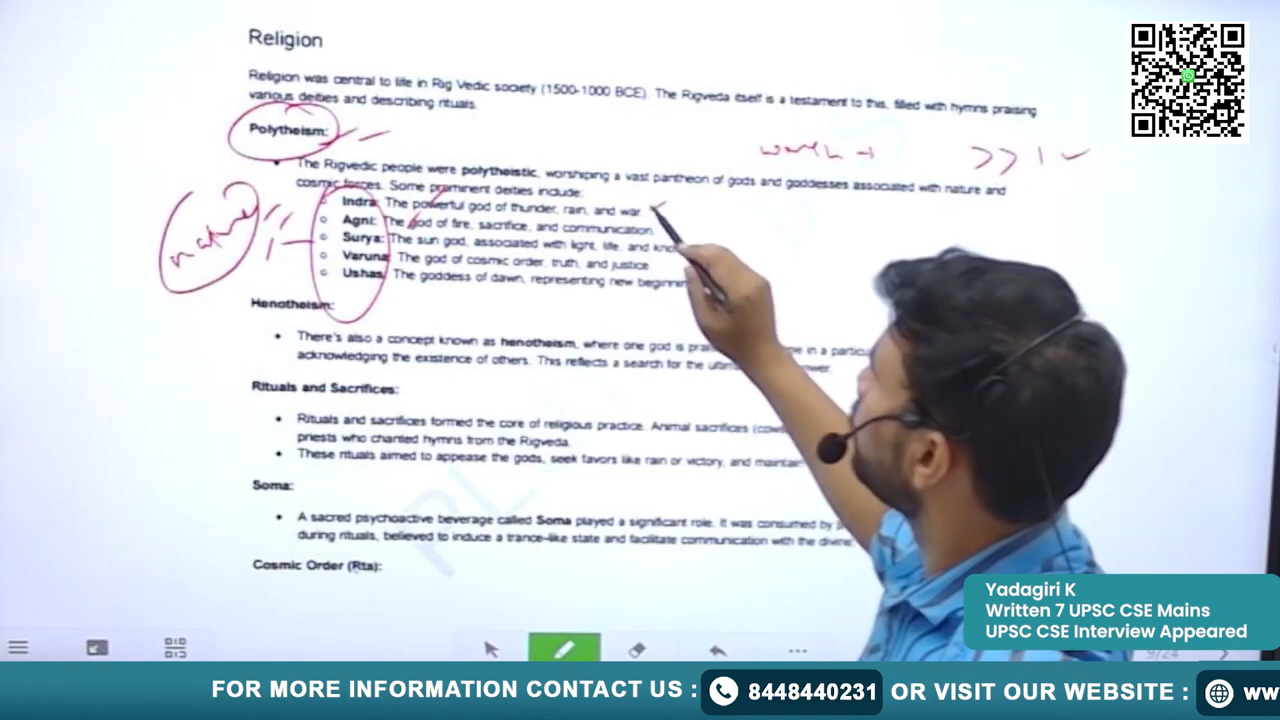 Religion
Religion was central to life in Rig Vedic society (1500-1000 BCE). The Rigveda itself is a testament to this, filled with hymns praising
various deities and describing rituals.
Polytheism:
• The Rigvedic people were polytheistic, worshiping a vast pantheon of gods and goddesses associated with nature and
cosmic forces. Some prominent deities include:
nature
○ Indra: The powerful god of thunder, rain, and war.
○ Agni: The god of fire, sacrifice, and communication.
○ Surya: The sun god, associated with light, life, and
○ Varuna: The god of cosmic order, truth, and justice.
○ Ushas: The goddess of dawn, representing new
Henotheism:
• There's also a concept known as henotheism, where one god is in a
acknowledging the existence of others. This reflects a search for the
Rituals and Sacrifices:
• Rituals and sacrifices formed the core of religious practice. Animal sacrifices
priests who chanted hymns from the Rigveda.
• These rituals aimed to appease the gods, seek favors like rain or victory, and
Soma:
• A sacred psychoactive beverage called Soma played a significant role. It was consumed by
during rituals, believed to induce a trance-like state and facilitate communication with the divine.
Cosmic Order (Rta):
Yadagiri K
Written 7 UPSC CSE Mains
UPSC CSE Interview Appeared
9/24
FOR MORE INFORMATION CONTACT US : 8448440231 OR VISIT OUR WEBSITE : ww